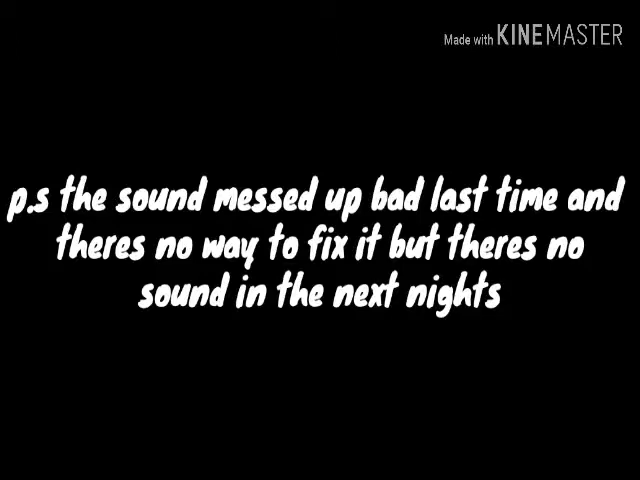 Made with KINEMASTER
p.s the sound messed up bad last time and
theres no way to fix it but theres no
sound in the next nights